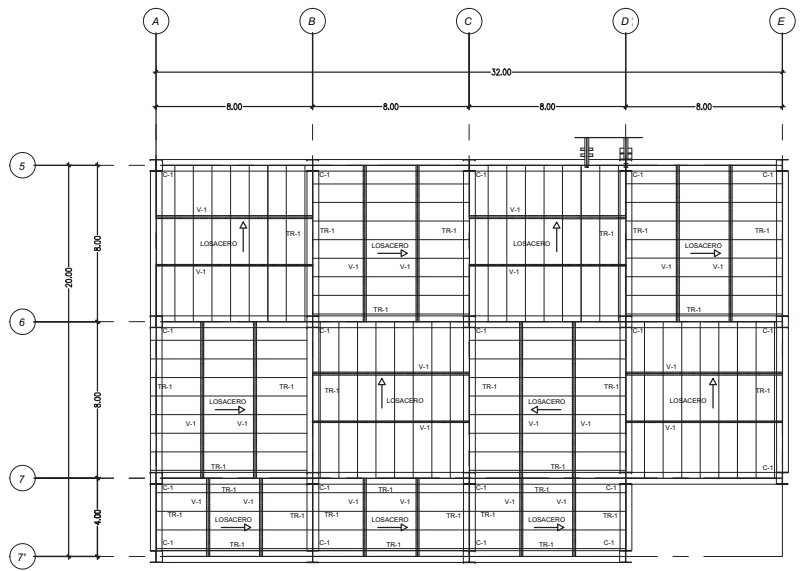 A B C D E
32.00
8.00 8.00 8.00 8.00
5
C-1 C-1 C-1 C-1 C-1
V-1 V-1
TR-1 TR-1 TR-1 TR-1
LOSACERO LOSACERO LOSACERO LOSACERO
8.00
V-1 V-1 V-1 V-1 V-1 V-1
20.00
TR-1 TR-1
6
C-1 C-1 C-1 C-1 C-1
V-1 V-1
TR-1 TR-1 TR-1 TR-1 TR-1 TR-1
LOSACERO LOSACERO LOSACERO LOSACERO
8.00
V-1 V-1 V-1 V-1 V-1 V-1
TR-1 TR-1 C-1
7
C-1 TR-1 C-1 TR-1 C-1 TR-1 C-1
V-1 V-1 V-1 V-1 V-1 V-1
4.00
TR-1 TR-1 TR-1 TR-1
LOSACERO LOSACERO LOSACERO
C-1 TR-1 C-1 TR-1 TR-1 C-1
7'